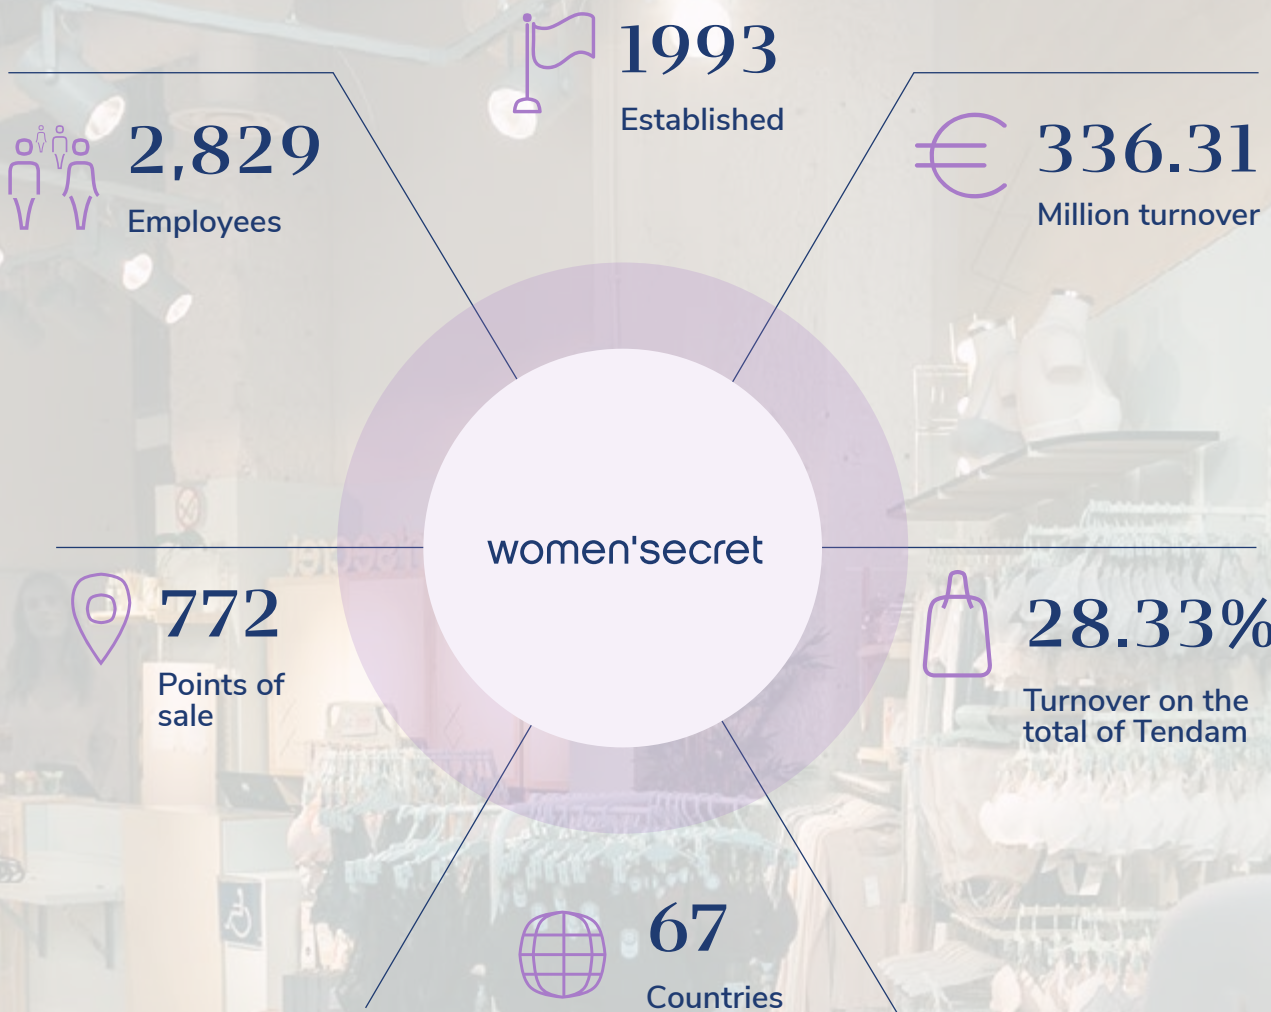 1993
Established
2,829
Employees
336.31
Million turnover
women'secret
772
Points of
sale
28.33%
Turnover on the
total of Tendam
67
Countries